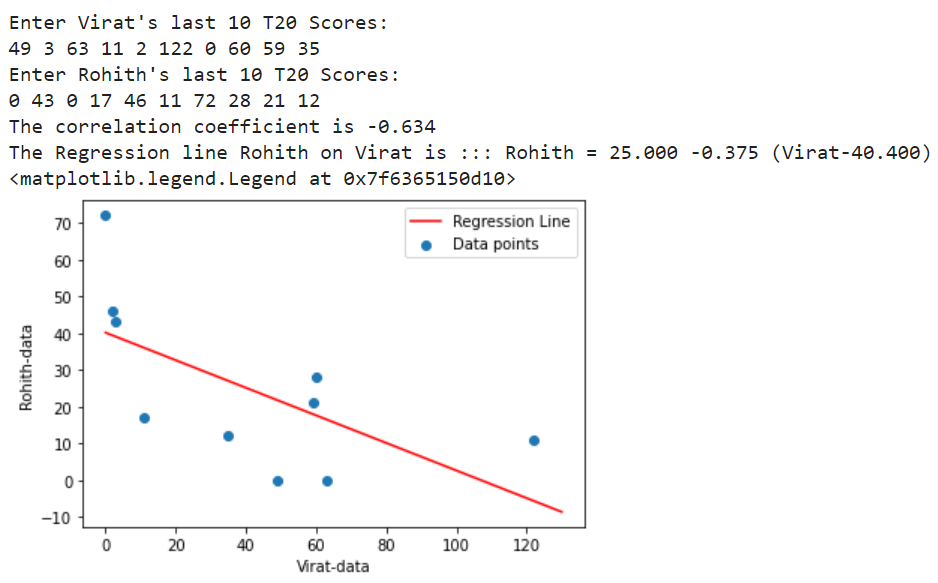 Enter Virat's last 10 T20 Scores:
49 3 63 11 2 122 0 60 59 35
Enter Rohith's last 10 T20 Scores:
0 43 0 17 46 11 72 28 21 12
The correlation coefficient is -0.634
The Regression line Rohith on Virat is ::: Rohith = 25.000 -0.375 (Virat-40.400)
<matplotlib.legend.Legend at 0x7f6365150d10>
Regression Line
Data points
70
60
50
40
30
20
10
0
−10
Rohith-data
0 20 40 60 80 100 120
Virat-data